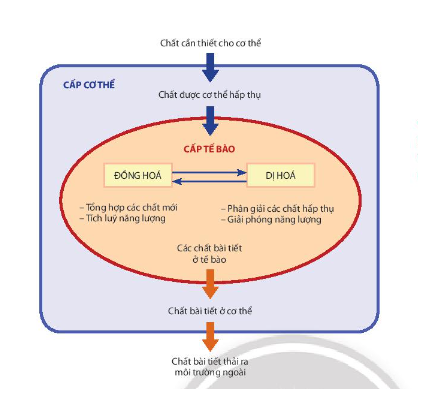 Chất cần thiết cho cơ thể
CẤP CƠ THỂ
Chất được cơ thể hấp thụ
CẤP TẾ BÀO
ĐỒNG HOÁ
DỊ HOÁ
– Tổng hợp các chất mới
– Tích luỹ năng lượng
– Phân giải các chất hấp thụ
– Giải phóng năng lượng
Các chất bài tiết
ở tế bào
Chất bài tiết ở cơ thể
Chất bài tiết thải ra
môi trường ngoài